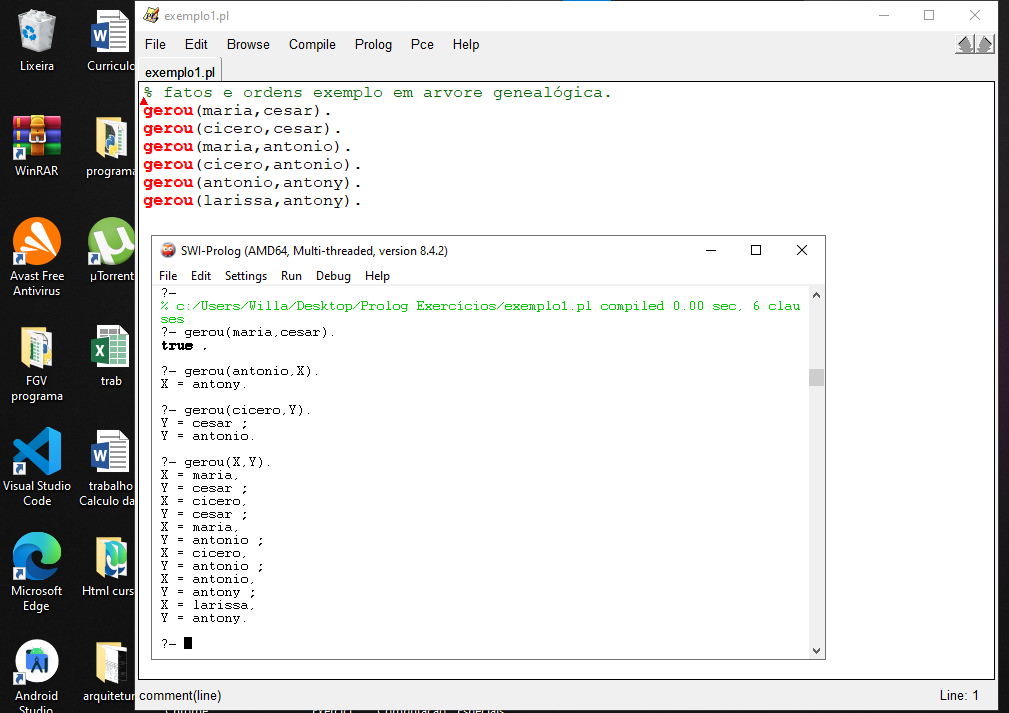 Lixeira
Curriculo
WinRAR
programa
Avast Free
Antivirus
µTorrent
FGV
programa
trab
Visual Studio
Code
trabalho
Calculo da
Microsoft
Edge
Html curs
Android
Studio
arquitetur
exemplo1.pl
File Edit Browse Compile Prolog Pce Help
exemplo1.pl
% fatos e ordens exemplo em arvore genealógica.
gerou(maria,cesar).
gerou(cicero,cesar).
gerou(maria,antonio).
gerou(cicero,antonio).
gerou(antonio,antony).
gerou(larissa,antony).
SWI-Prolog (AMD64, Multi-threaded, version 8.4.2)
File Edit Settings Run Debug Help
?-
% c:/Users/Willa/Desktop/Prolog Exercícios/exemplo1.pl compiled 0.00 sec, 6 clau
ses
?- gerou(maria,cesar).
true .
?- gerou(antonio,X).
X = antony.
?- gerou(cicero,Y).
Y = cesar ;
Y = antonio.
?- gerou(X,Y).
X = maria,
Y = cesar ;
X = cicero,
Y = cesar ;
X = maria,
Y = antonio ;
X = cicero,
Y = antonio ;
X = antonio,
Y = antony ;
X = larissa,
Y = antony.
?-
comment(line)
Line: 1